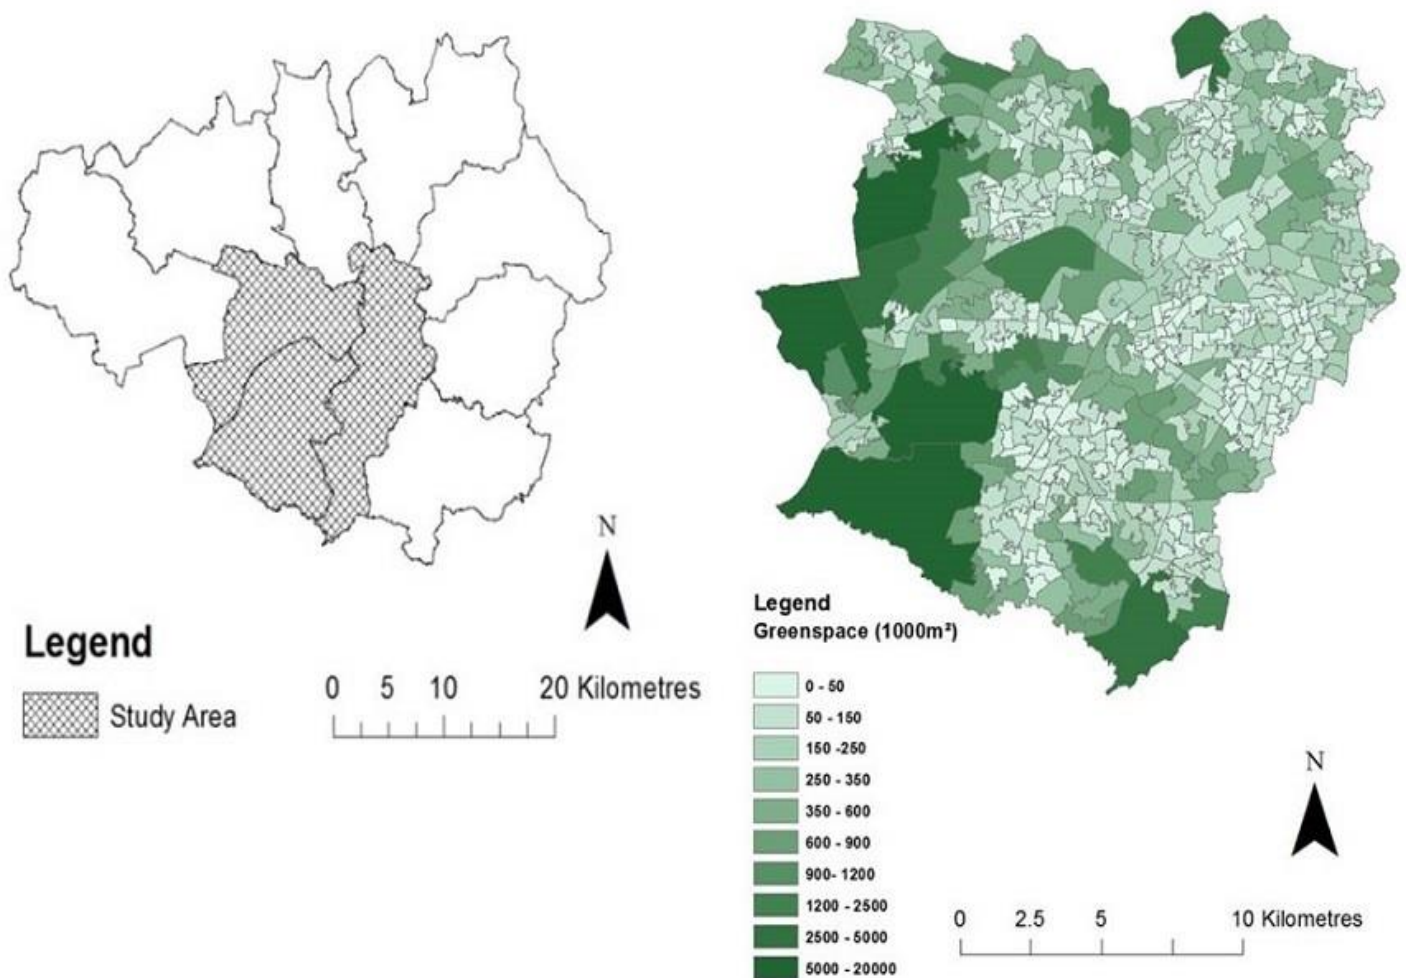 N
Legend
Study Area
0 5 10 20 Kilometres
Legend
Greenspace (1000m²)
0 - 50
50 - 150
150 -250
250 - 350
350 - 600
600 - 900
900- 1200
1200 - 2500
2500 - 5000
5000 - 20000
N
0 2.5 5 10 Kilometres